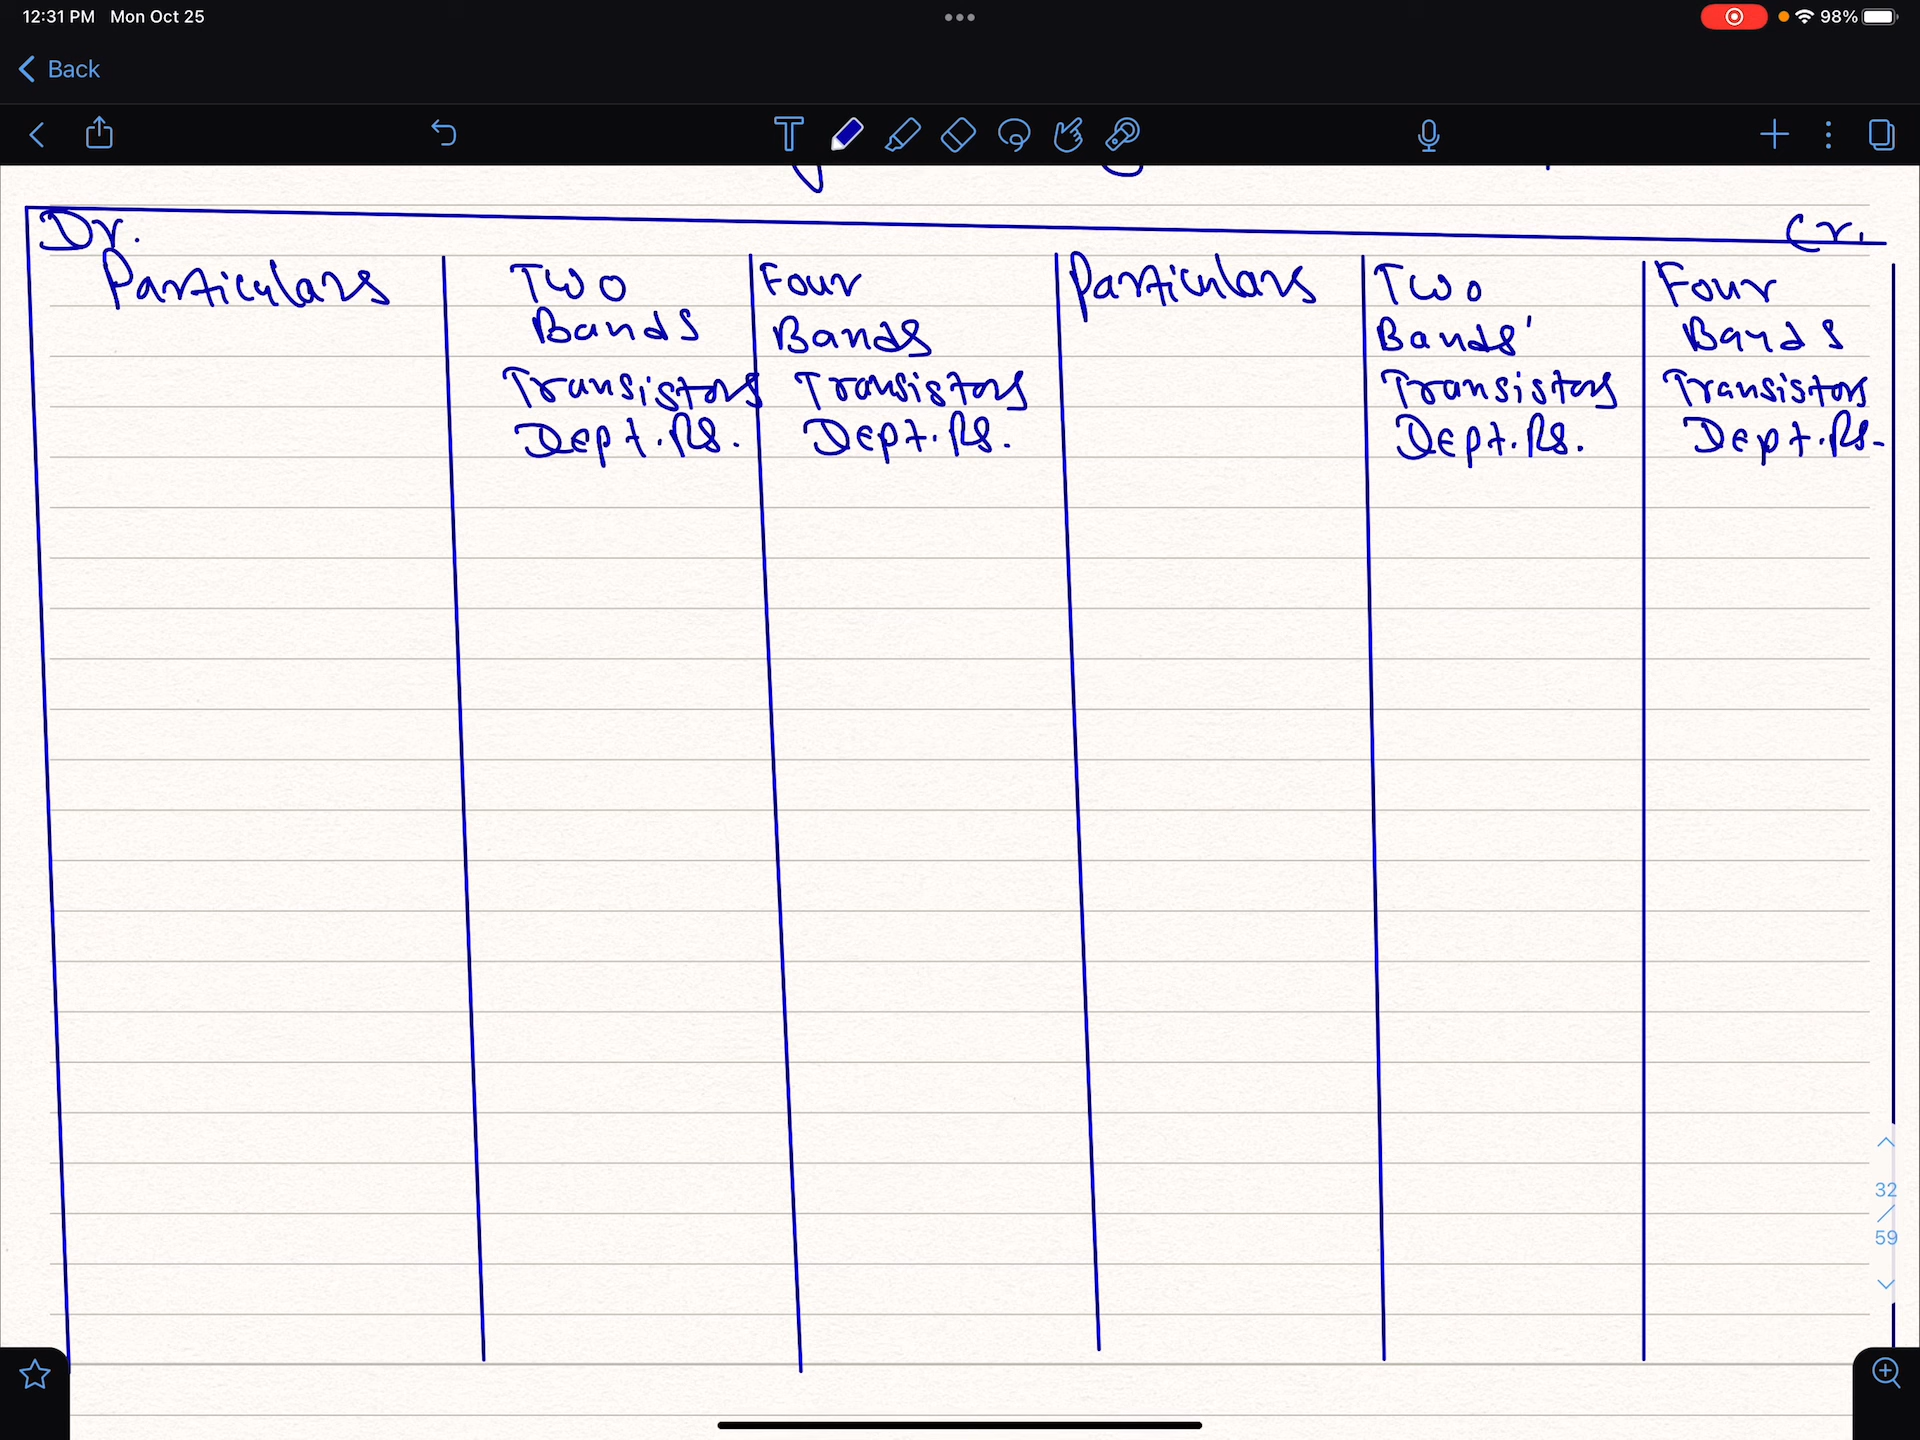 12:31 PM Mon Oct 25
98%
Back
Dr. Cr.
Particulars Two Four Particulars Two Four
Bands Bands Bands' Bands
Transistors Transistors Transistors Transistors
Dept. Rs. Dept. Rs. Dept. Rs. Dept. Rs.
32
/
59